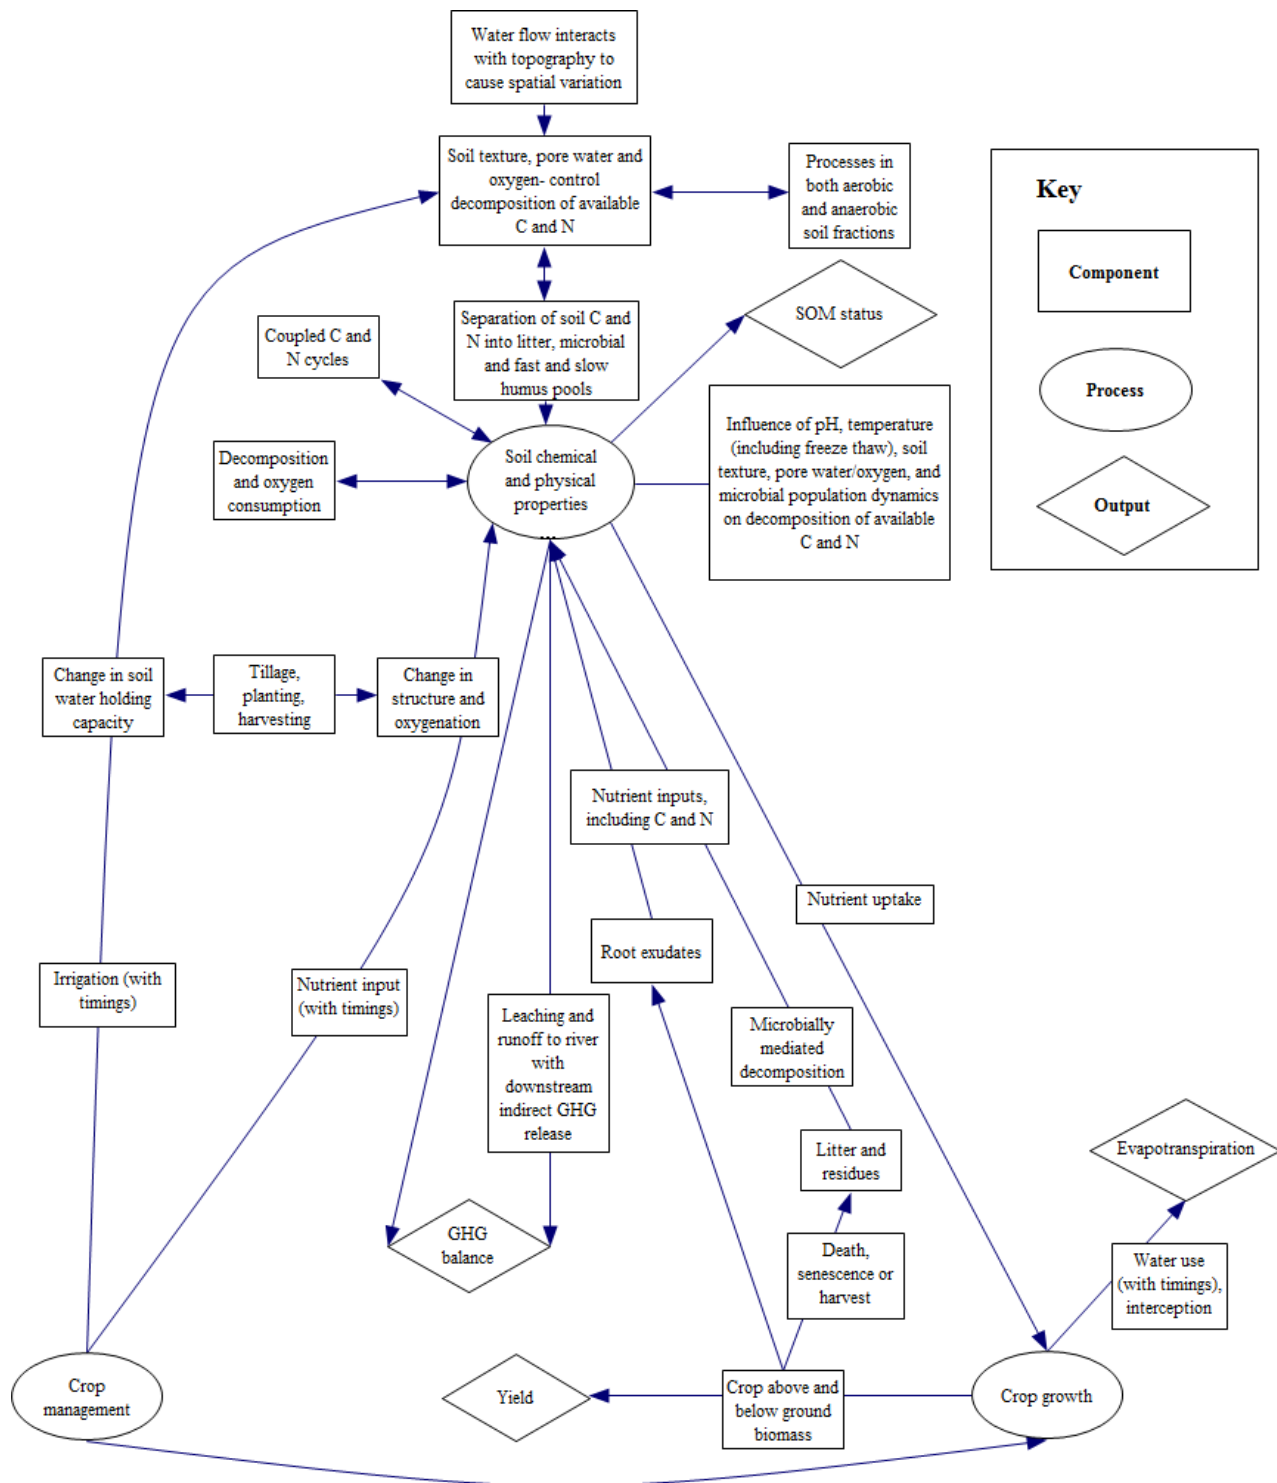 Water flow interacts
with topography to
cause spatial variation
Soil texture, pore water and
oxygen- control
decomposition of available
C and N
Processes in
both aerobic
and anaerobic
soil fractions
Key
Component
Process
Output
SOM status
Separation of soil C and
N into litter, microbial
and fast and slow
humus pools
Coupled C and
N cycles
Influence of pH, temperature
(including freeze thaw), soil
texture, pore water/oxygen, and
microbial population dynamics
on decomposition of available
C and N
Decomposition
and oxygen
consumption
Soil chemical
and physical
properties
...
Change in soil
water holding
capacity
Tillage,
planting,
harvesting
Change in
structure and
oxygenation
Nutrient inputs,
including C and N
Nutrient uptake
Root exudates
Irrigation (with
timings)
Nutrient input
(with timings)
Leaching and
runoff to river
with
downstream
indirect GHG
release
Microbially
mediated
decomposition
Litter and
residues
Evapotranspiration
GHG
balance
Death,
senescence or
harvest
Water use
(with timings),
interception
Crop
management
Yield
Crop above and
below ground
biomass
Crop growth